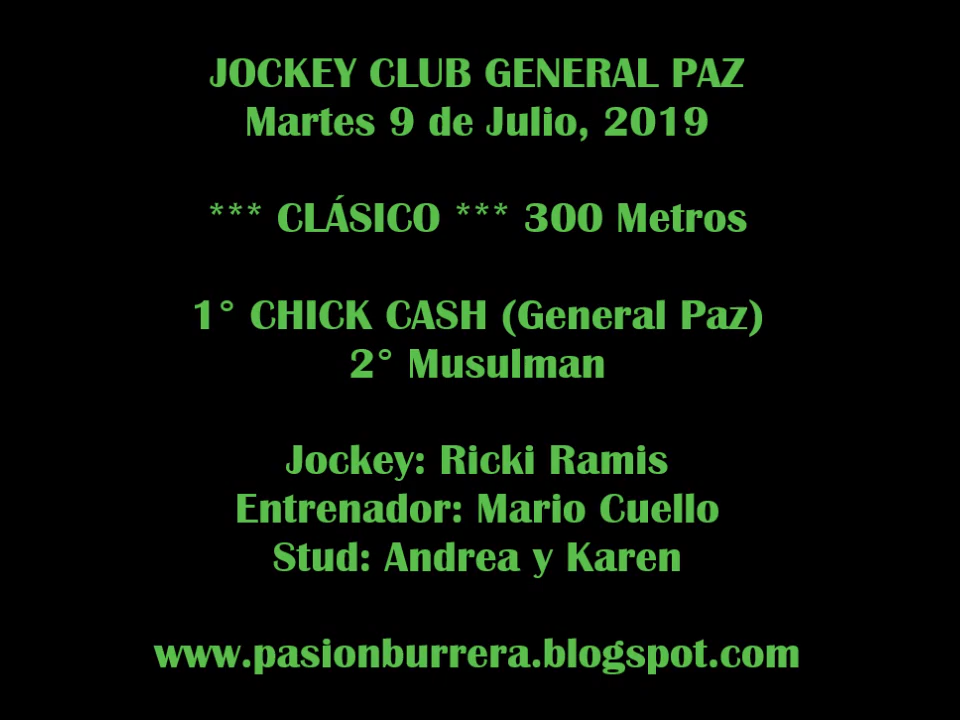 JOCKEY CLUB GENERAL PAZ
Martes 9 de Julio, 2019
*** CLÁSICO *** 300 Metros
1° CHICK CASH (General Paz)
2° Musulman
Jockey: Ricki Ramis
Entrenador: Mario Cuello
Stud: Andrea y Karen
www.pasionburrera.blogspot.com